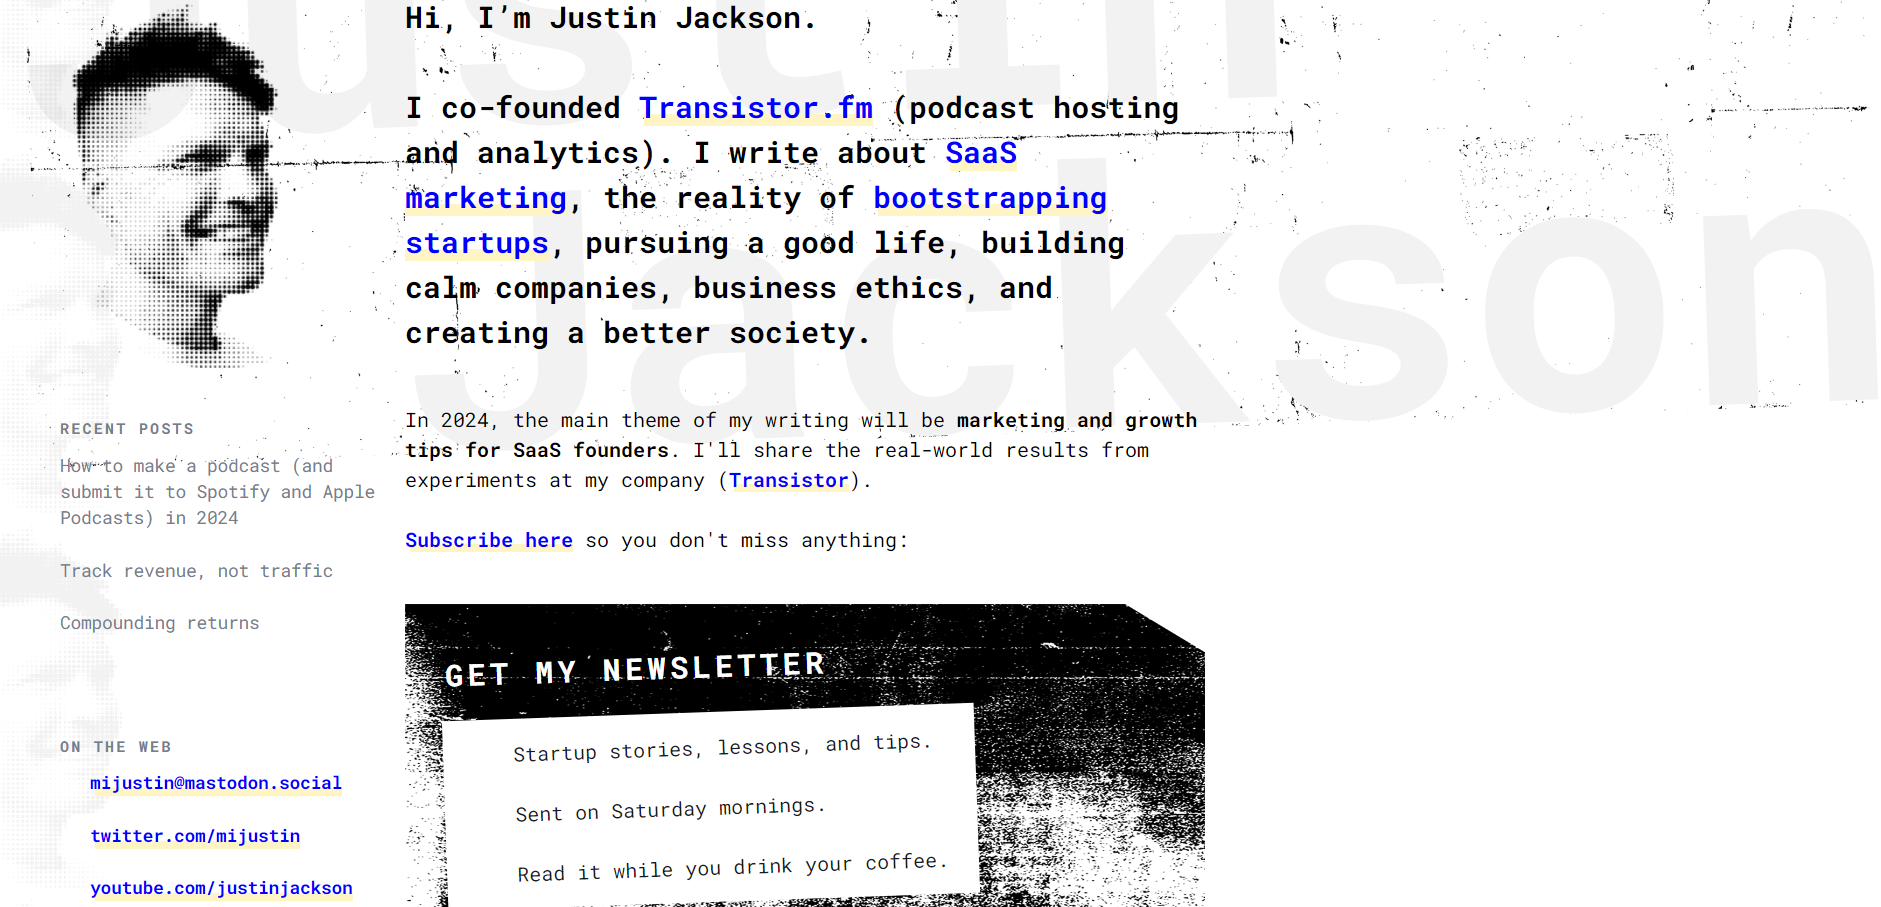 Justin
Jackson
Hi, I’m Justin Jackson.
I co-founded Transistor.fm (podcast hosting
and analytics). I write about SaaS
marketing, the reality of bootstrapping
startups, pursuing a good life, building
calm companies, business ethics, and
creating a better society.
In 2024, the main theme of my writing will be marketing and growth
tips for SaaS founders. I'll share the real-world results from
experiments at my company (Transistor).
Subscribe here so you don't miss anything:
GET MY NEWSLETTER
Startup stories, lessons, and tips.
Sent on Saturday mornings.
Read it while you drink your coffee.
RECENT POSTS
How to make a podcast (and
submit it to Spotify and Apple
Podcasts) in 2024
Track revenue, not traffic
Compounding returns
ON THE WEB
mijustin@mastodon.social
twitter.com/mijustin
youtube.com/justinjackson